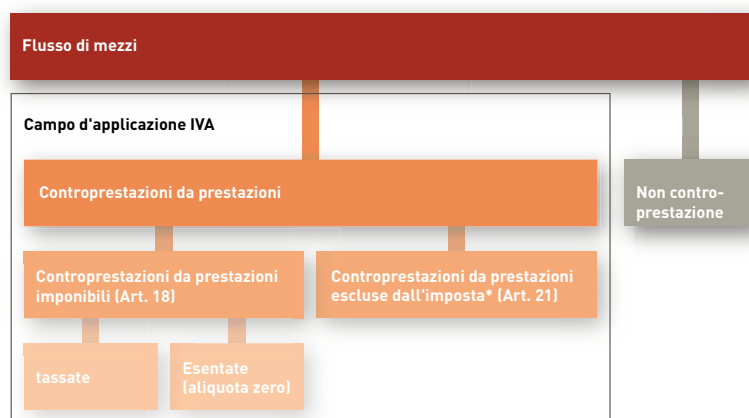 Flusso di mezzi
Campo d'applicazione IVA
Controprestazioni da prestazioni
Non contro-
prestazione
Controprestazioni da prestazioni
imponibili (Art. 18)
Controprestazioni da prestazioni
escluse dall'imposta* (Art. 21)
tassate
Esentate
(aliquota zero)